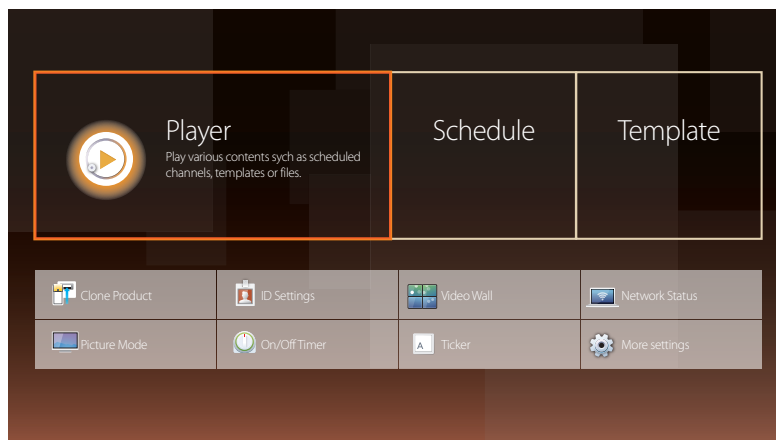 Player
Play various contents sych as scheduled
channels, templates or files.
Schedule
Template
Clone Product
ID Settings
Video Wall
Network Status
Picture Mode
On/Off Timer
A
Ticker
More settings